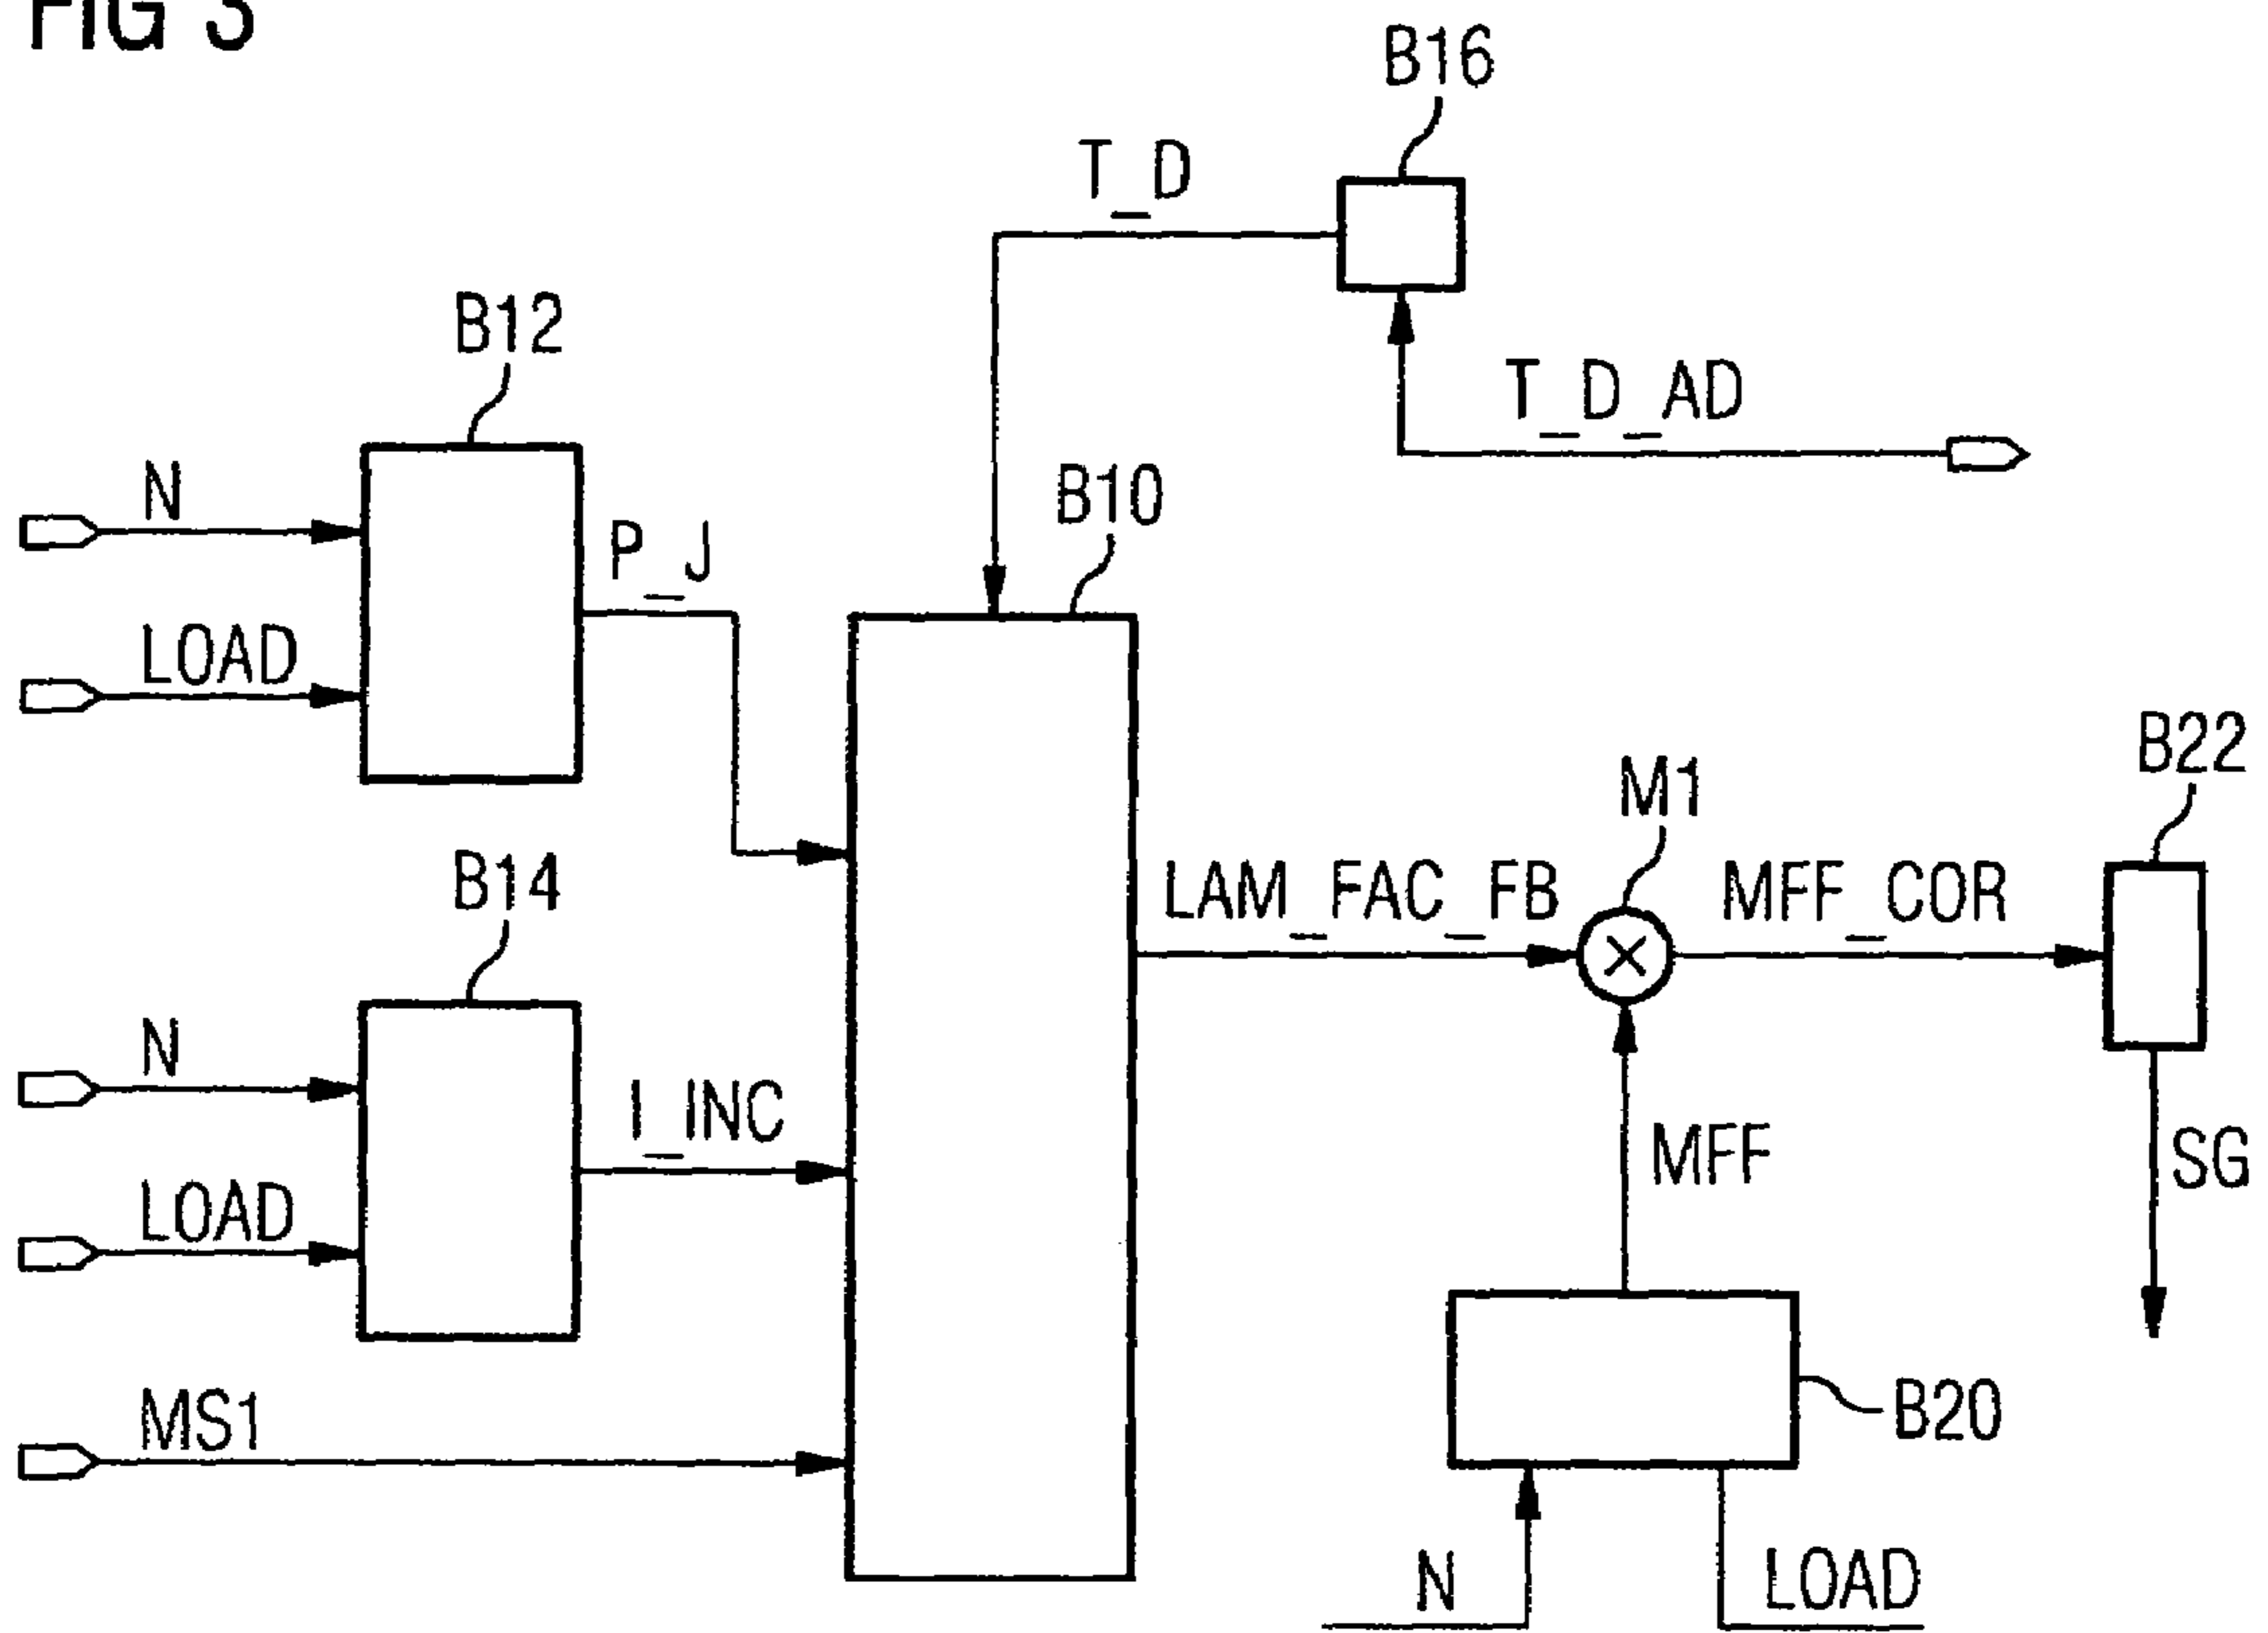 FIG 3
B16
T_D
B12
T_D_AD
N
B10
P_J
LOAD
B22
M1
B14
LAM_FAC_FB
MFF_COR
N
I_INC
MFF
SG
LOAD
MS1
B20
N
LOAD